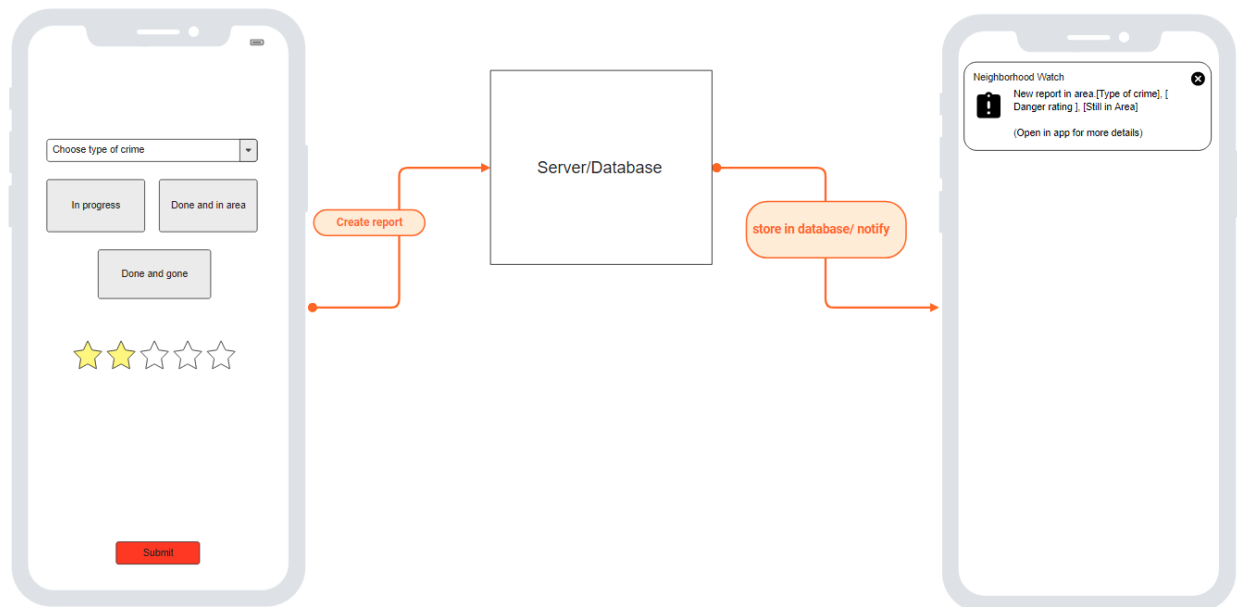 Choose type of crime
In progress
Done and in area
Done and gone
Submit
Create report
Server/Database
store in database/ notify
Neighborhood Watch
New report in area.[Type of crime], [
Danger rating ], [Still in Area]
(Open in app for more details)